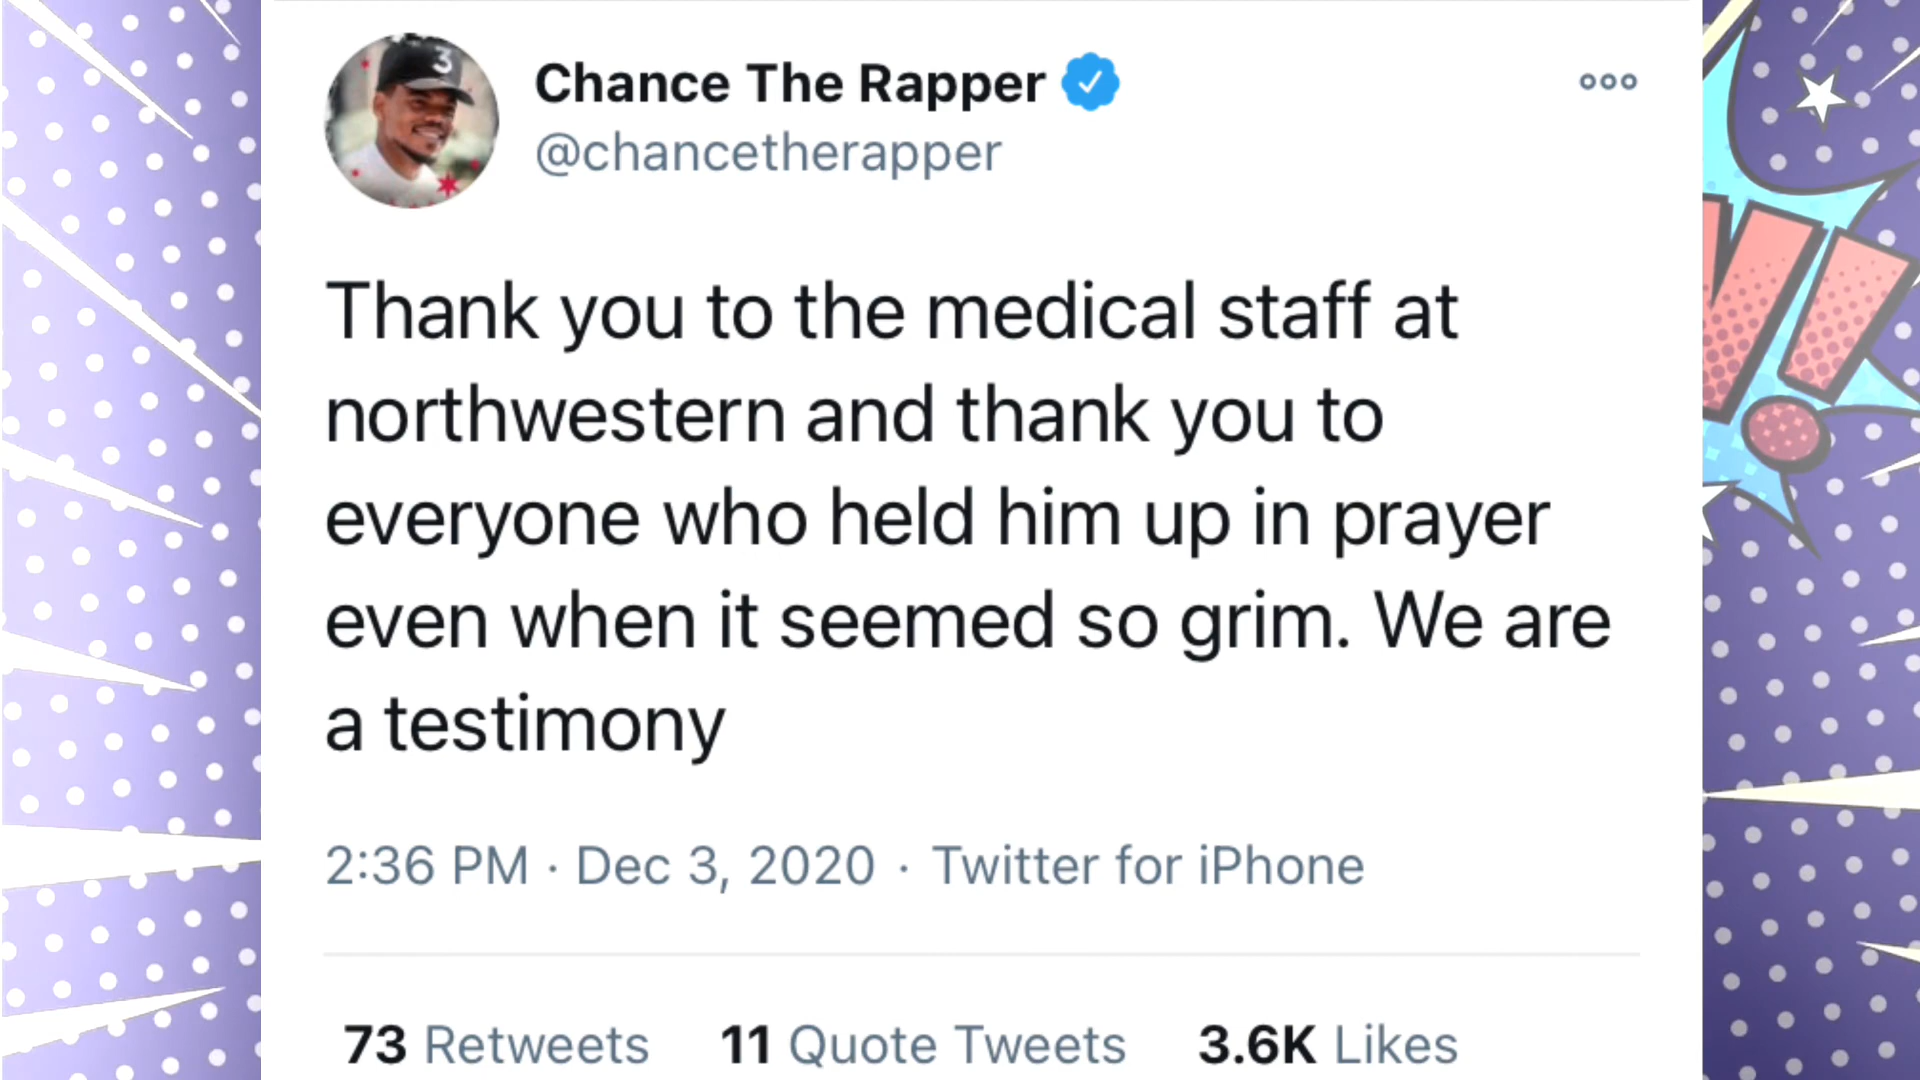 3
Chance The Rapper
@chancetherapper
Thank you to the medical staff at
northwestern and thank you to
everyone who held him up in prayer
even when it seemed so grim. We are
a testimony
2:36 PM · Dec 3, 2020 · Twitter for iPhone
73 Retweets 11 Quote Tweets 3.6K Likes